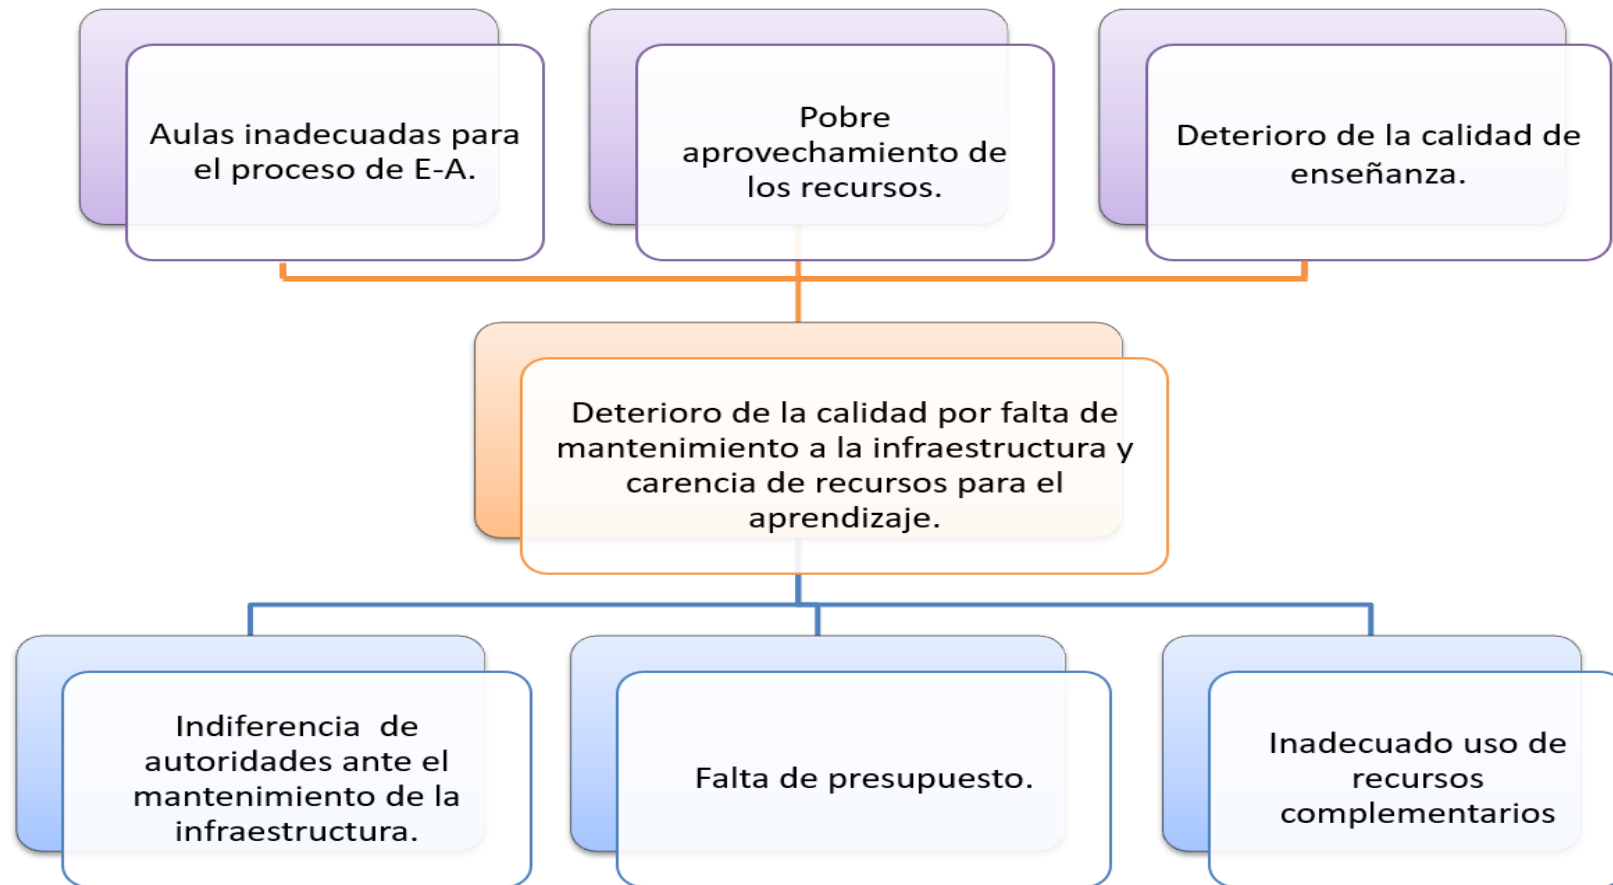 Aulas inadecuadas para
el proceso de E-A.
Pobre
aprovechamiento de
los recursos.
Deterioro de la calidad de
enseñanza.
Deterioro de la calidad por falta de
mantenimiento a la infraestructura y
carencia de recursos para el
aprendizaje.
Indiferencia  de
autoridades ante el
mantenimiento de la
infraestructura.
Falta de presupuesto.
Inadecuado uso de
recursos
complementarios